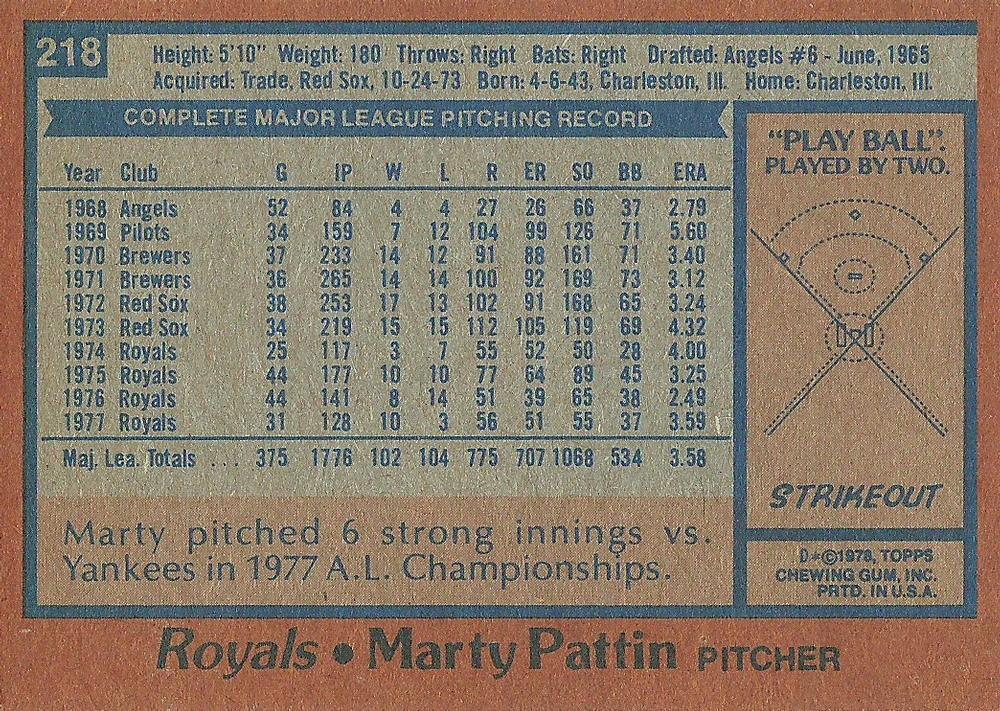 218
Height: 5'10" Weight: 180 Throws: Right Bats: Right Drafted: Angels #6 - June, 1965
Acquired: Trade, Red Sox, 10-24-73 Born: 4-6-43, Charleston, Ill. Home: Charleston, Ill.
COMPLETE MAJOR LEAGUE PITCHING RECORD
Year Club G IP W L R ER SO BB ERA
1968 Angels 52 84 4 4 27 26 66 37 2.79
1969 Pilots 34 159 7 12 104 99 126 71 5.60
1970 Brewers 37 233 14 12 91 88 161 71 3.40
1971 Brewers 36 265 14 14 100 92 169 73 3.12
1972 Red Sox 38 253 17 13 102 91 168 65 3.24
1973 Red Sox 34 219 15 15 112 105 119 69 4.32
1974 Royals 25 117 3 7 55 52 50 28 4.00
1975 Royals 44 177 10 10 77 64 89 45 3.25
1976 Royals 44 141 8 14 51 39 65 38 2.49
1977 Royals 31 128 10 3 56 51 55 37 3.59
Maj. Lea. Totals ... 375 1776 102 104 775 707 1068 534 3.58
Marty pitched 6 strong innings vs.
Yankees in 1977 A.L. Championships.
"PLAY BALL".
PLAYED BY TWO.
STRIKEOUT
D*©1978, TOPPS
CHEWING GUM, INC.
PRTD. IN U.S.A.
Royals • Marty Pattin PITCHER